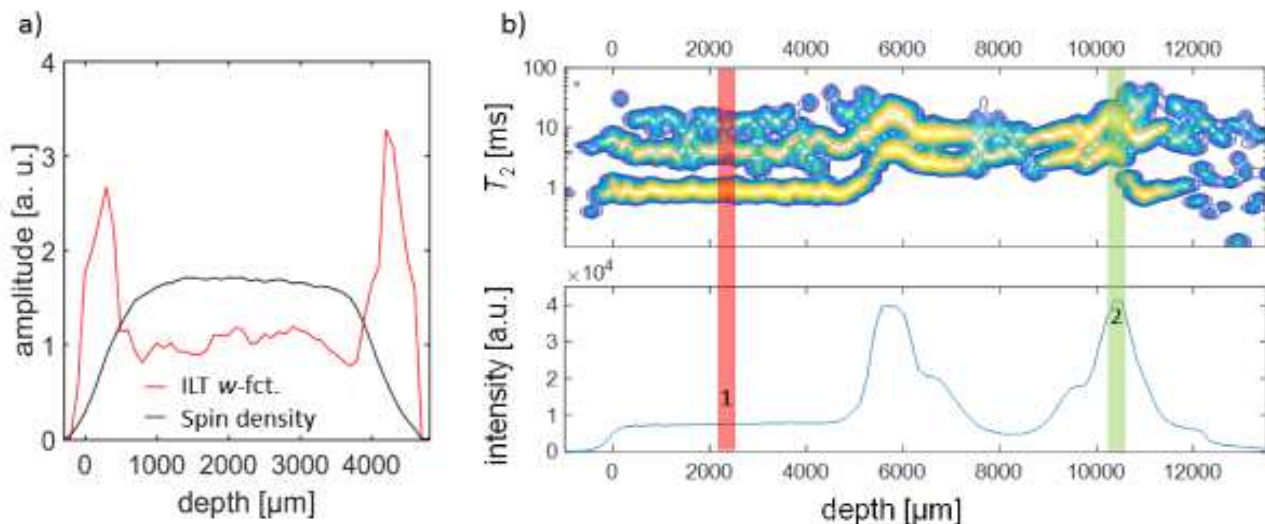 a)
4
3
2
1
0
amplitude [a. u.]
ILT w-fct.
Spin density
0 1000 2000 3000 4000
depth [µm]
b)
0 2000 4000 6000 8000 10000 12000
100
10
1
T2 [ms]
×10⁴
4
3
2
1
0
intensity [a.u.]
1
2
0 2000 4000 6000 8000 10000 12000
depth [µm]